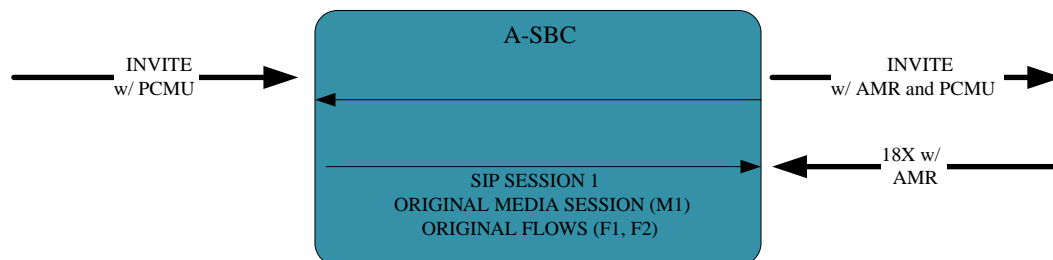 A-SBC
INVITE
w/ PCMU
INVITE
w/ AMR and PCMU
18X w/
AMR
SIP SESSION 1
ORIGINAL MEDIA SESSION (M1)
ORIGINAL FLOWS (F1, F2)